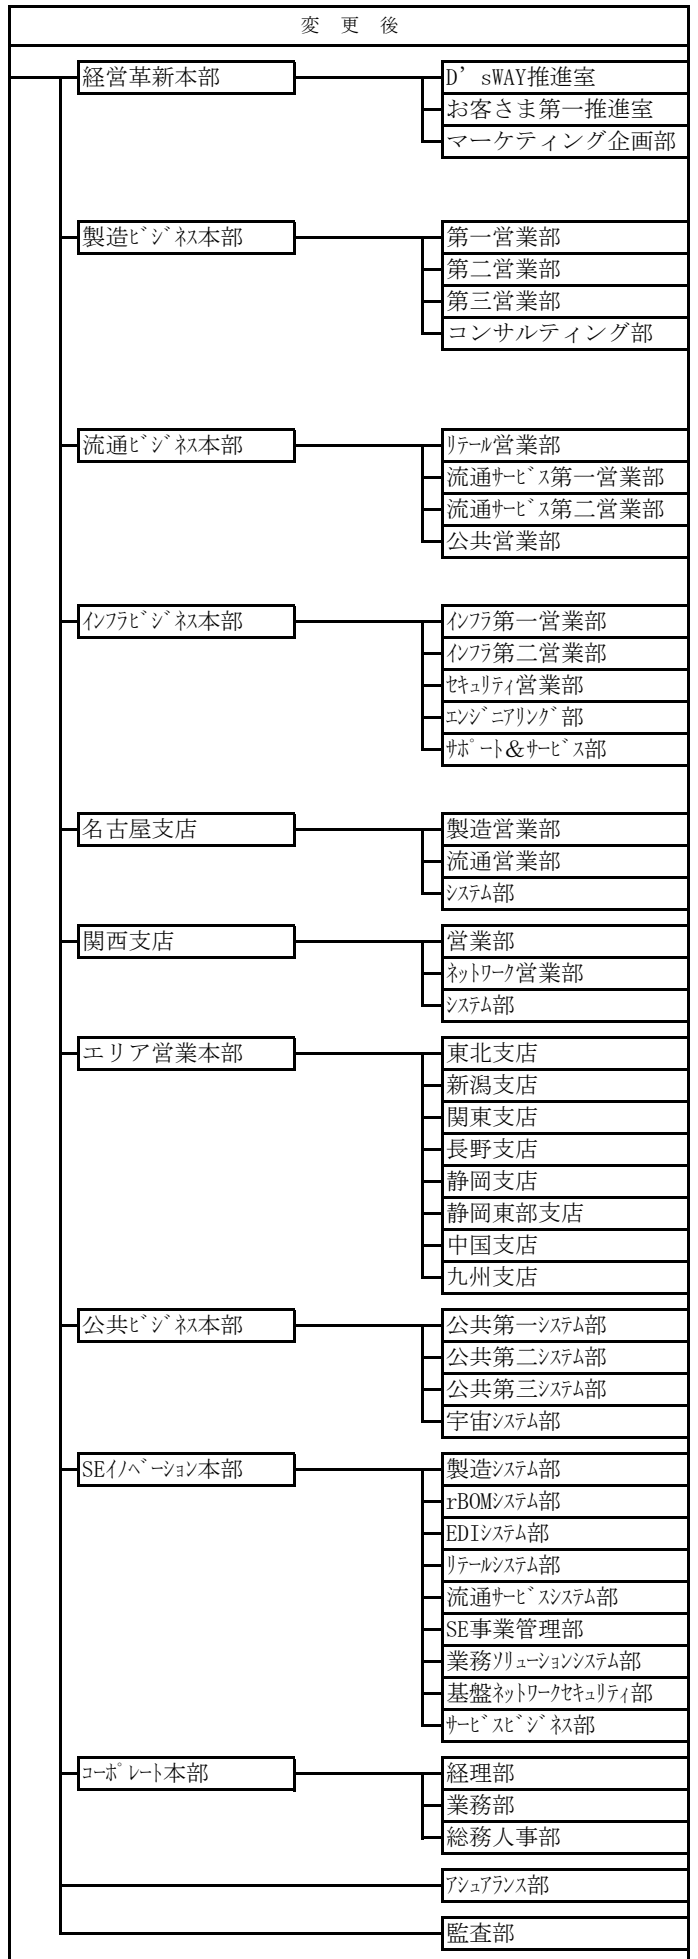 変 更 後
経営革新本部
D’sWAY推進室
お客さま第一推進室
マーケティング企画部
製造ﾋﾞｼﾞﾈｽ本部
第一営業部
第二営業部
第三営業部
コンサルティング部
流通ﾋﾞｼﾞﾈｽ本部
ﾘﾃｰﾙ営業部
流通ｻｰﾋﾞｽ第一営業部
流通ｻｰﾋﾞｽ第二営業部
公共営業部
ｲﾝﾌﾗﾋﾞｼﾞﾈｽ本部
ｲﾝﾌﾗ第一営業部
ｲﾝﾌﾗ第二営業部
ｾｷｭﾘﾃｨ営業部
ｴﾝｼﾞﾆｱﾘﾝｸﾞ部
ｻﾎﾟｰﾄ＆ｻｰﾋﾞｽ部
名古屋支店
製造営業部
流通営業部
ｼｽﾃﾑ部
関西支店
営業部
ﾈｯﾄﾜｰｸ営業部
ｼｽﾃﾑ部
エリア営業本部
東北支店
新潟支店
関東支店
長野支店
静岡支店
静岡東部支店
中国支店
九州支店
公共ﾋﾞｼﾞﾈｽ本部
公共第一ｼｽﾃﾑ部
公共第二ｼｽﾃﾑ部
公共第三ｼｽﾃﾑ部
宇宙ｼｽﾃﾑ部
SEｲﾉﾍﾞｰｼｮﾝ本部
製造ｼｽﾃﾑ部
rBOMｼｽﾃﾑ部
EDIｼｽﾃﾑ部
ﾘﾃｰﾙｼｽﾃﾑ部
流通ｻｰﾋﾞｽｼｽﾃﾑ部
SE事業管理部
業務ｿﾘｭｰｼｮﾝｼｽﾃﾑ部
基盤ﾈｯﾄﾜｰｸｾｷｭﾘﾃｨ部
ｻｰﾋﾞｽﾋﾞｼﾞﾈｽ部
ｺｰﾎﾟﾚｰﾄ本部
経理部
業務部
総務人事部
ｱｼｭｱﾗﾝｽ部
監査部